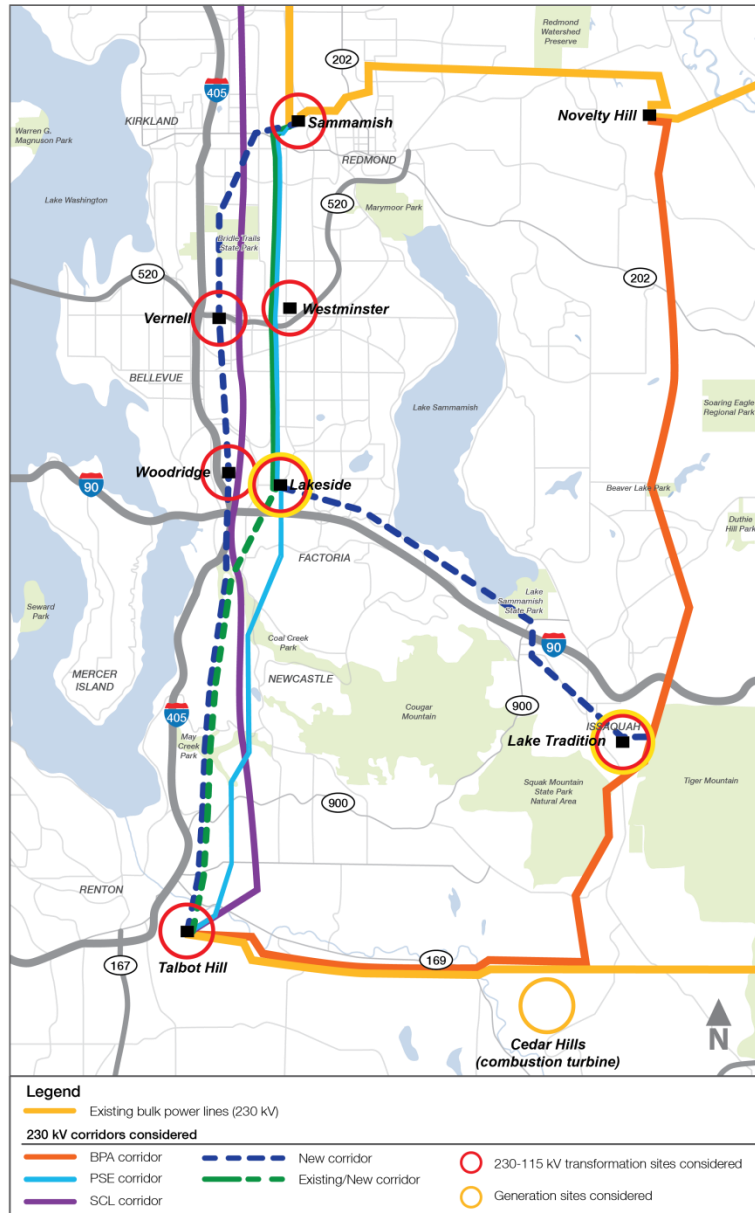 Redmond
Watershed
Preserve
202
405
KIRKLAND
Sammamish
Novelty Hill
Warren G.
Magnuson Park
REDMOND
Lake Washington
520
Marymoor Park
Bridle Trails
State Park
520
202
Vernell
Westminster
BELLEVUE
Lake Sammamish
Soaring Eagle
Regional Park
Woodridge
Lakeside
90
Beaver Lake Park
Duthie
Hill Park
FACTORIA
Lake
Sammamish
State Park
Seward
Park
Coal Creek
Park
90
MERCER
ISLAND
NEWCASTLE
900
Cougar
Mountain
405
May
Creek
Park
ISSAQUAH
Lake Tradition
Squak Mountain
State Park
Natural Area
Tiger Mountain
900
RENTON
169
167
Talbot Hill
Cedar Hills
(combustion turbine)
N
Legend
Existing bulk power lines (230 kV)
230 kV corridors considered
BPA corridor
New corridor
230-115 kV transformation sites considered
PSE corridor
Existing/New corridor
Generation sites considered
SCL corridor